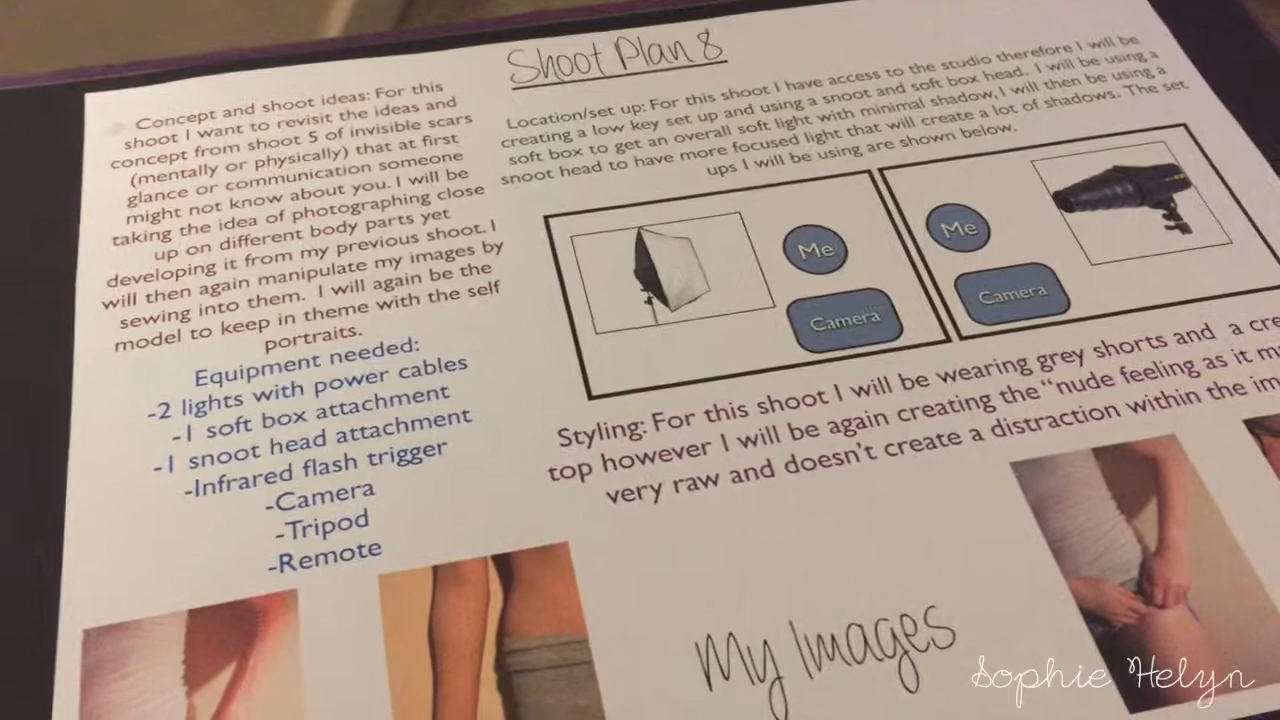 Shoot Plan 8
Concept and shoot ideas: For this
shoot I want to revisit the ideas and
concept from shoot 5 of invisible scars
(mentally or physically) that at first
glance or communication someone
might not know about you. I will be
taking the idea of photographing close
up on different body parts yet
developing it from my previous shoot. I
will then again manipulate my images by
sewing into them. I will again be the
model to keep in theme with the self
portraits.
Equipment needed:
-2 lights with power cables
-1 soft box attachment
-1 snoot head attachment
-Infrared flash trigger
-Camera
-Tripod
-Remote
Location/set up: For this shoot I have access to the studio therefore I will be
creating a low key set up and using a snoot and soft box head. I will be using a
soft box to get an overall soft light with minimal shadow, I will then be using a
snoot head to have more focused light that will create a lot of shadows. The set
ups I will be using are shown below.
Me
Camera
Me
Camera
Styling: For this shoot I will be wearing grey shorts and a
top however I will be again creating the "nude feeling as it
very raw and doesn't create a distraction within the
My Images
Sophie Helyn